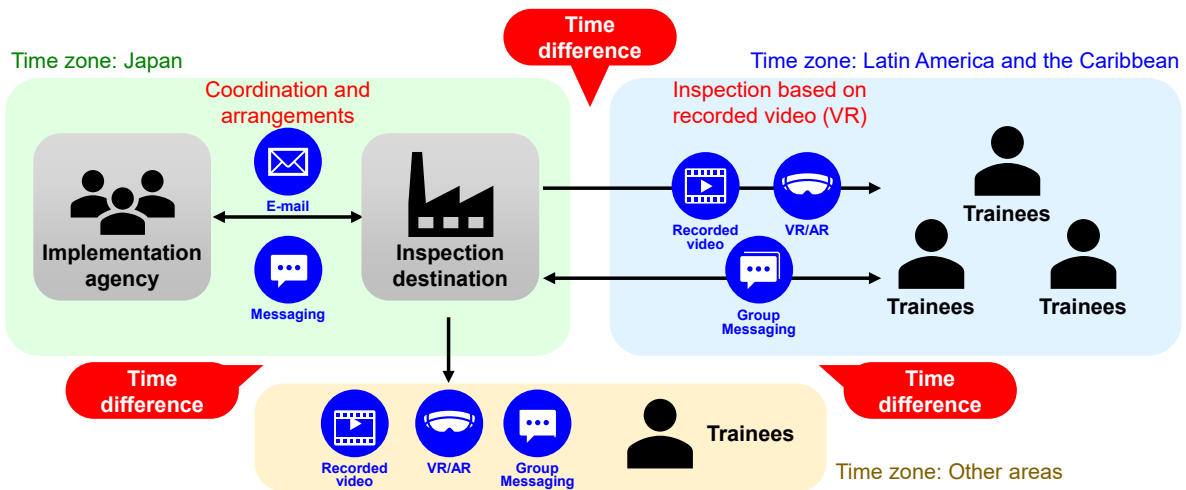 Time
difference
Time zone: Japan
Time zone: Latin America and the Caribbean
Coordination and
arrangements
Inspection based on
recorded video (VR)
E-mail
Implementation
agency
Messaging
Inspection
destination
Recorded
video
VR/AR
Trainees
Group
Messaging
Trainees
Trainees
Time
difference
Time
difference
Recorded
video
VR/AR
Group
Messaging
Trainees
Time zone: Other areas